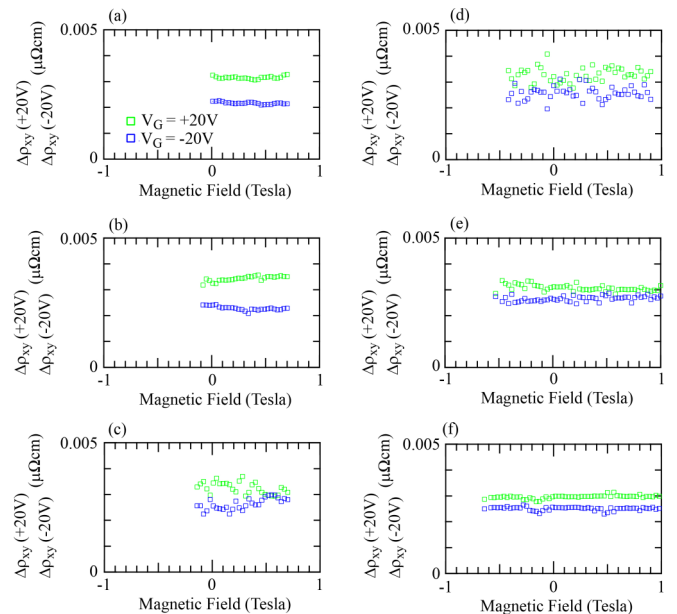 (a)
0.005
0
Δρxy (+20V)
Δρxy (-20V) (μΩcm)
VG = +20V
VG = -20V
-1 0 1
Magnetic Field (Tesla)
(b)
0.005
0
Δρxy (+20V)
Δρxy (-20V) (μΩcm)
-1 0 1
Magnetic Field (Tesla)
(c)
0.005
0
Δρxy (+20V)
Δρxy (-20V) (μΩcm)
-1 0 1
Magnetic Field (Tesla)
(d)
0.005
0
Δρxy (+20V)
Δρxy (-20V) (μΩcm)
-1 0 1
Magnetic Field (Tesla)
(e)
0.005
0
Δρxy (+20V)
Δρxy (-20V) (μΩcm)
-1 0 1
Magnetic Field (Tesla)
(f)
0.005
0
Δρxy (+20V)
Δρxy (-20V) (μΩcm)
-1 0 1
Magnetic Field (Tesla)